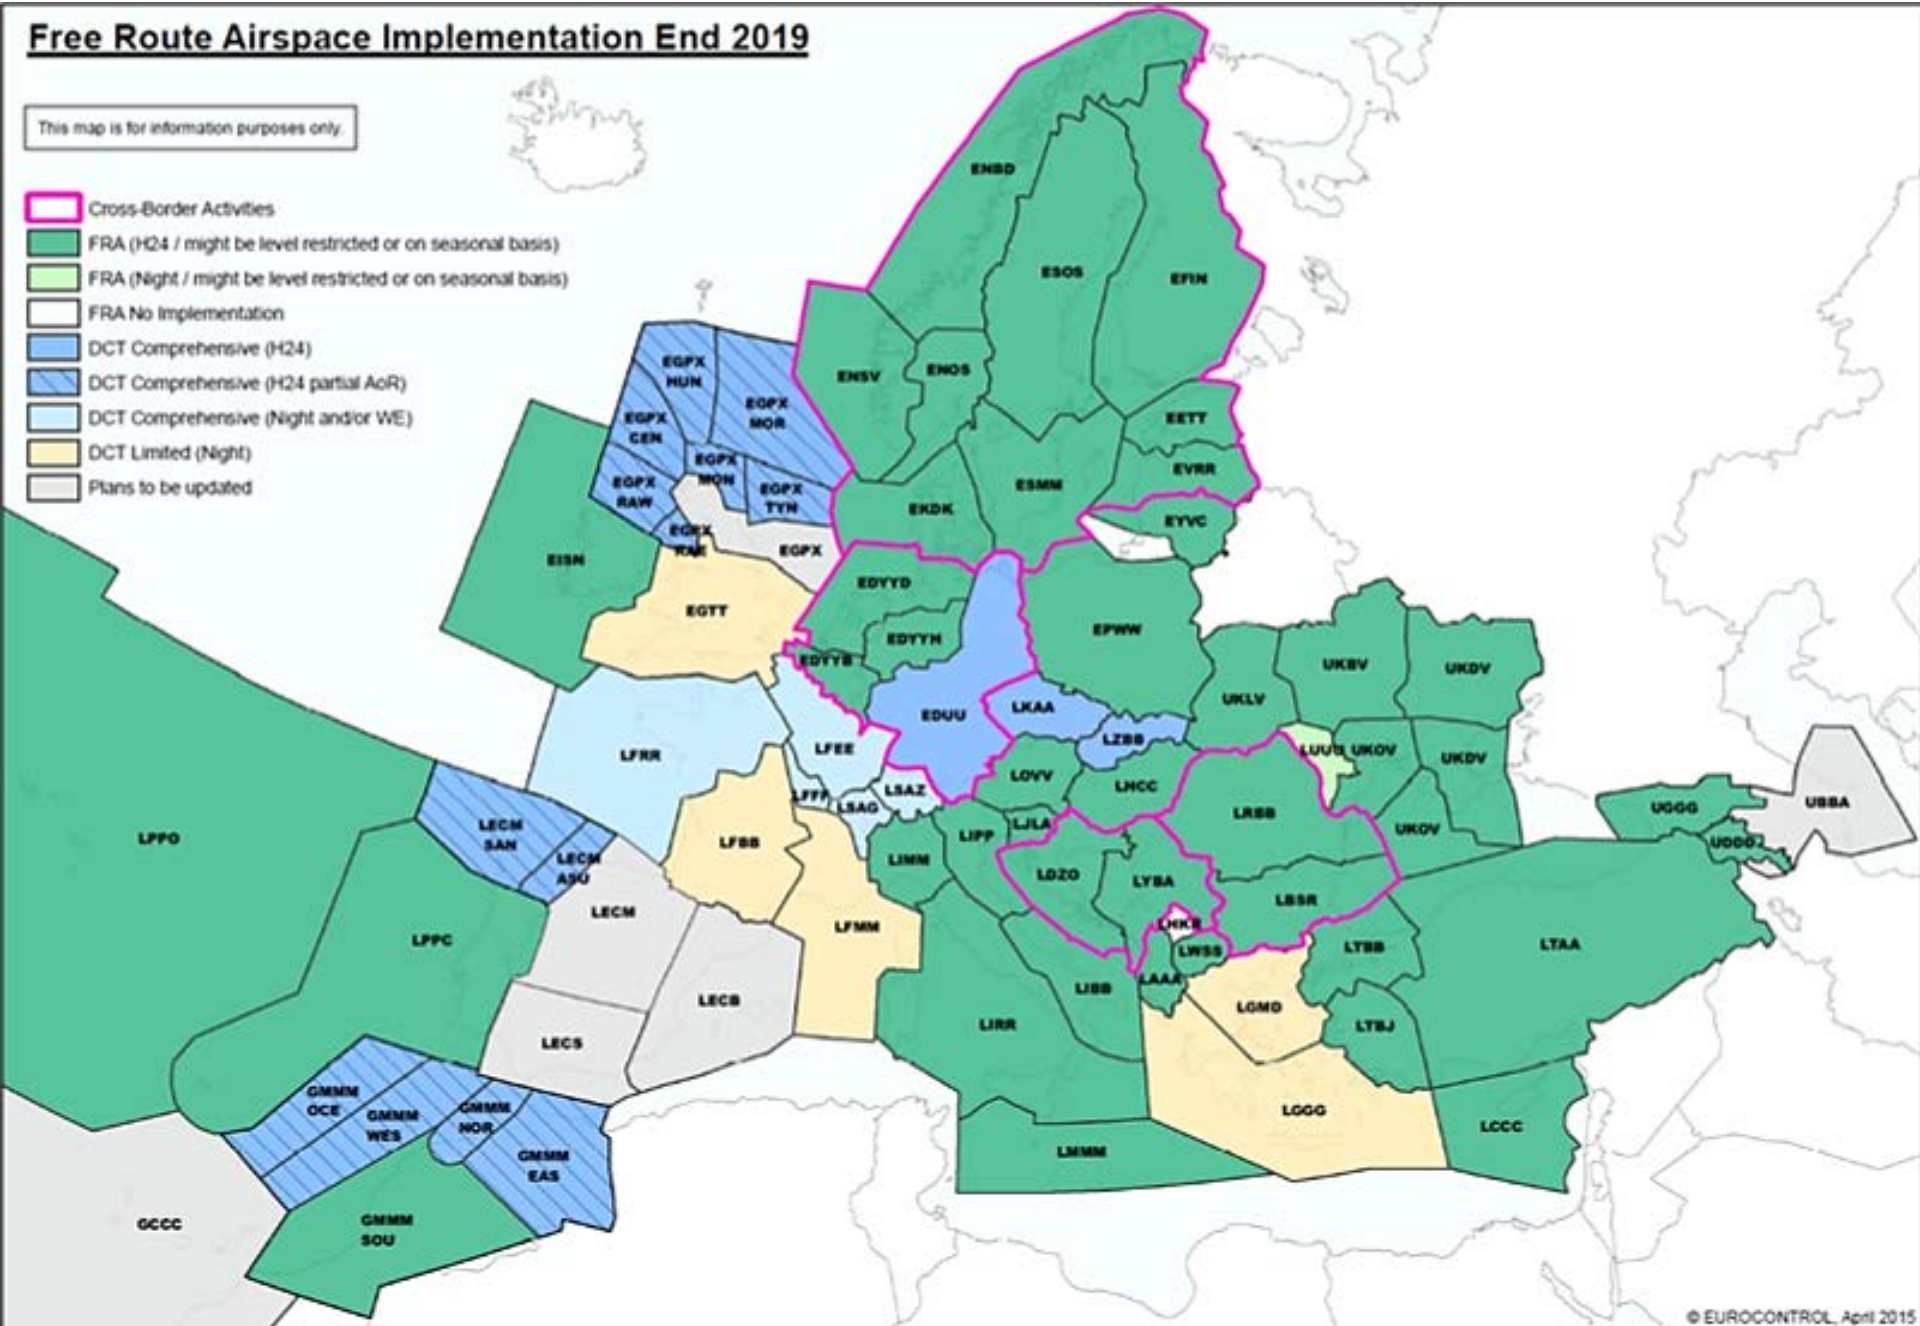 Free Route Airspace Implementation End 2019
This map is for information purposes only.
Cross-Border Activities
FRA (H24 / might be level restricted or on seasonal basis)
FRA (Night / might be level restricted or on seasonal basis)
FRA No Implementation
DCT Comprehensive (H24)
DCT Comprehensive (H24 partial AoR)
DCT Comprehensive (Night and/or WE)
DCT Limited (Night)
Plans to be updated
ENBD
ESOS
EFIN
ENSV
ENOS
EGPX
HUN
EGPX
MOR
EGPX
CEN
EETT
EGPX
MON
EVRR
EGPX
RAW
EGPX
TYN
ESMM
EKDK
EYVC
EGPX
RAE
EGPX
EISN
EDYYD
EGTT
EDYYH
EPWW
EDYYB
UKBV
UKDV
UKLV
EDUU
LKAA
LZBB
LFRR
LFEE
LUUU
UKOV
UKDV
LOVV
LHCC
LFFF
LSAG
LSAZ
UGGG
UBBA
LRBB
LPPO
LECM
SAN
LFBB
LIPP
LJLA
UKOV
UDDD
LECM
ASU
LIMM
LDZO
LYBA
LBSR
LECM
LFMM
LHKR
LPPC
LWSS
LTBB
LTAA
LAAA
LECB
LIBB
LGMD
LIRR
LTBJ
LECS
GMMM
OCE
GMMM
WES
GMMM
NOR
LGGG
LCCC
GMMM
EAS
LMMM
GCCC
GMMM
SOU
© EUROCONTROL, April 2015